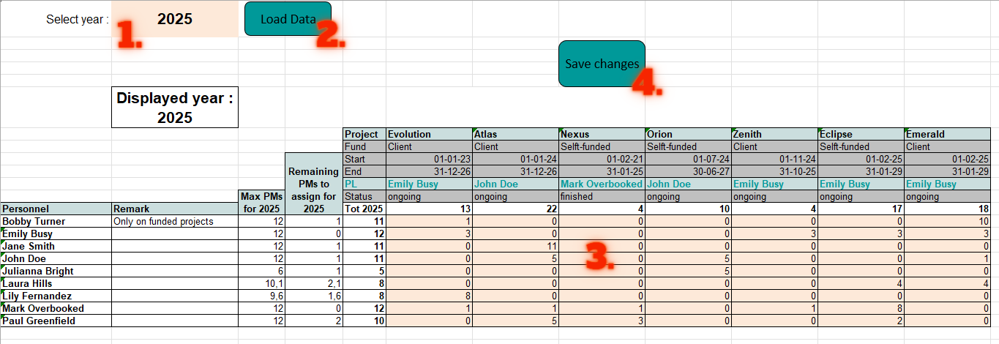 Select year : 2025 Load Data
1. 2.
Save changes
4.
Displayed year :
2025
Project Evolution Atlas Nexus Orion Zenith Eclipse Emerald
Fund Client Client Selft-funded Selft-funded Client Selft-funded Client
Start 01-01-23 01-01-24 01-02-21 01-07-24 01-11-24 01-02-25 01-02-25
End 31-12-26 31-12-26 31-01-25 30-06-27 31-10-25 31-01-29 31-01-29
Remaining
PMs to
assign for
2025
PL Emily Busy John Doe Mark Overbooked John Doe Emily Busy Emily Busy Emily Busy
Max PMs
for 2025
Status ongoing ongoing finished ongoing ongoing ongoing ongoing
Personnel Remark Tot 2025 13 22 4 10 4 17 18
Bobby Turner Only on funded projects 12 1 11 1 0 0 0 0 0 10
Emily Busy 12 0 12 3 0 0 0 3 3 3
Jane Smith 12 1 11 0 11 0 0 0 0 0
John Doe 12 1 11 0 5 0 5 0 0 1
3.
Julianna Bright 6 1 5 0 0 0 5 0 0 0
Laura Hills 10,1 2,1 8 0 0 0 0 0 4 4
Lily Fernandez 9,6 1,6 8 8 0 0 0 0 0 0
Mark Overbooked 12 0 12 1 1 1 0 1 8 0
Paul Greenfield 12 2 10 0 5 3 0 0 2 0